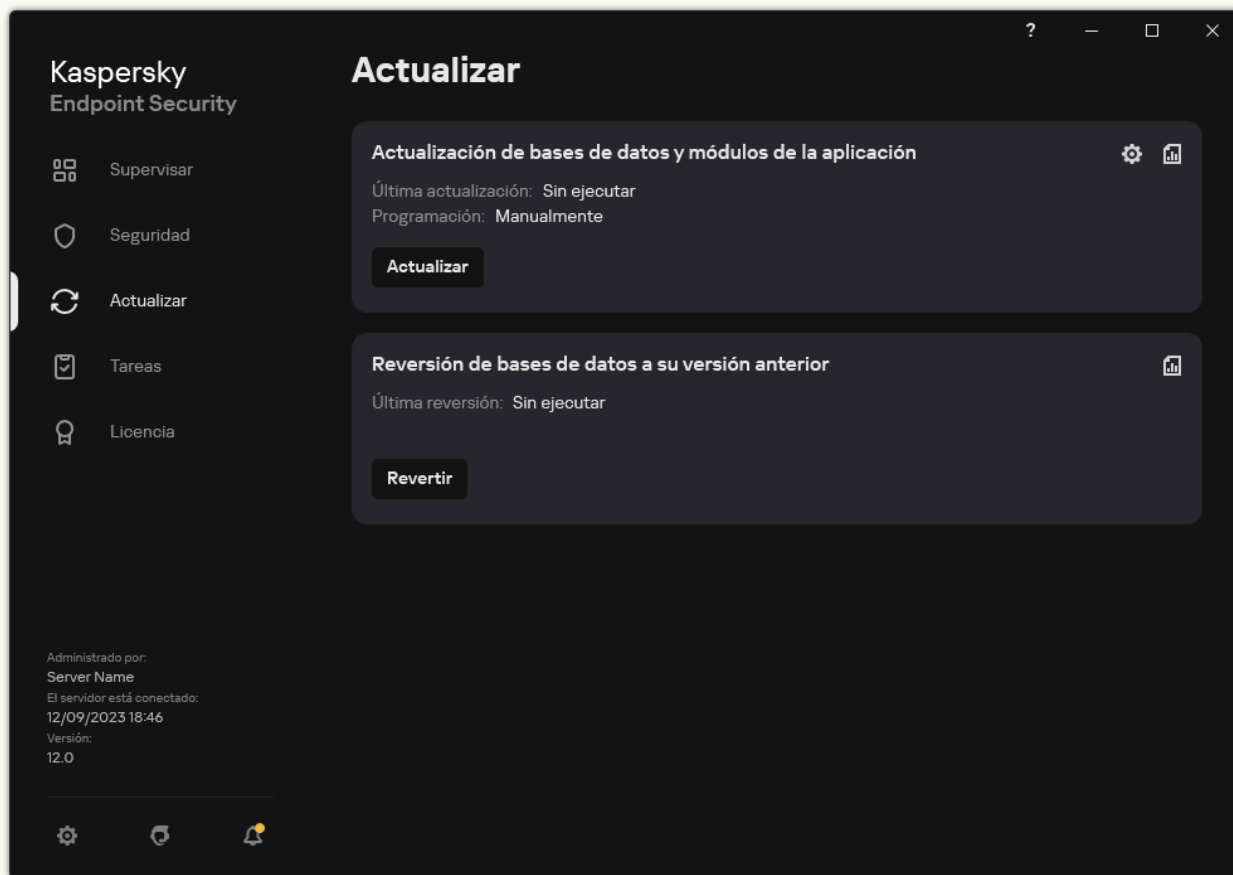 ?
Kaspersky
Endpoint Security
Supervisar
Seguridad
Actualizar
Tareas
Licencia
Administrado por:
Server Name
El servidor está conectado:
12/09/2023 18:46
Versión:
12.0
Actualizar
Actualización de bases de datos y módulos de la aplicación
Última actualización: Sin ejecutar
Programación: Manualmente
Actualizar
Reversión de bases de datos a su versión anterior
Última reversión: Sin ejecutar
Revertir